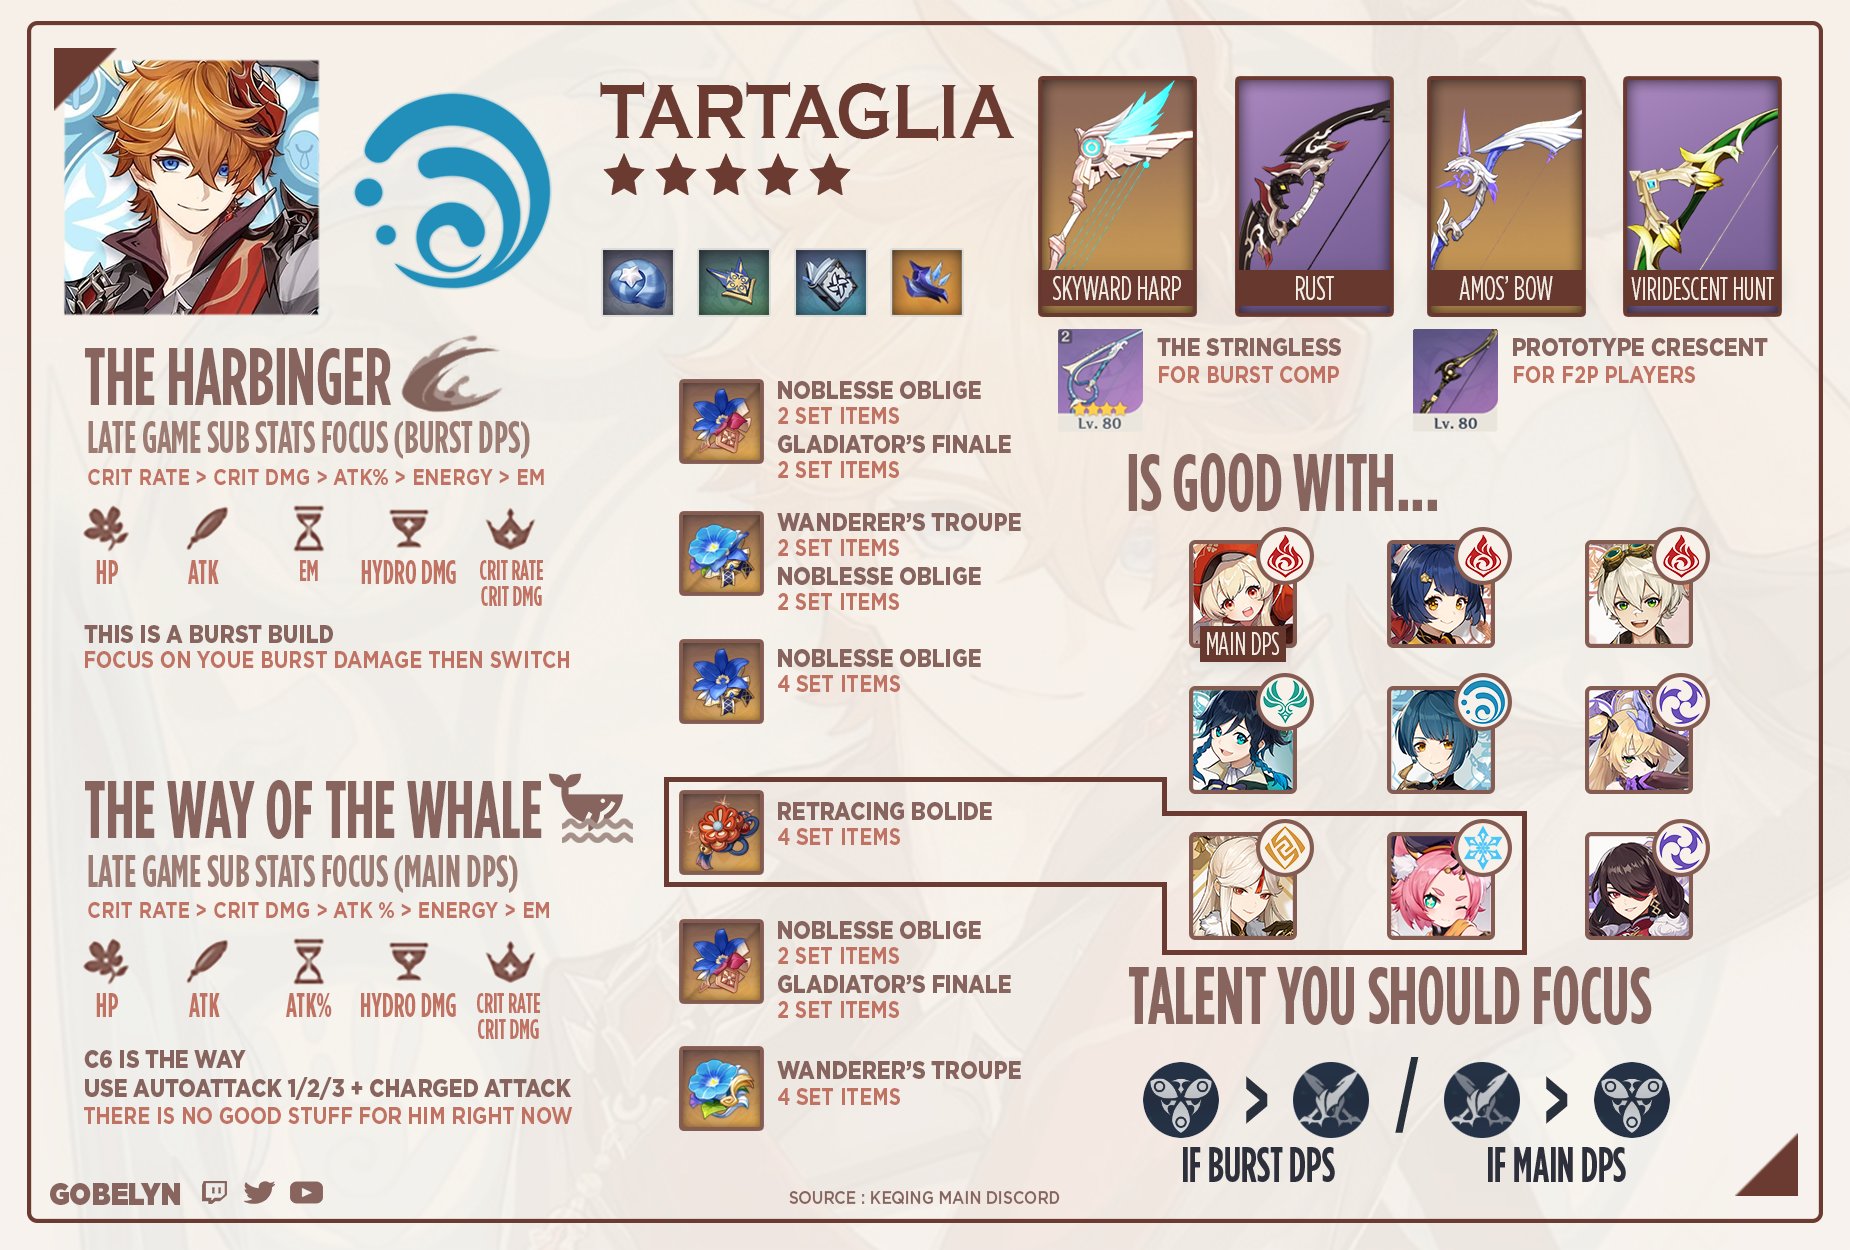 TARTAGLIA
SKYWARD HARP
RUST
AMOS' BOW
VIRIDESCENT HUNT
2
Lv. 80
THE STRINGLESS
FOR BURST COMP
Lv. 80
PROTOTYPE CRESCENT
FOR F2P PLAYERS
THE HARBINGER
LATE GAME SUB STATS FOCUS (BURST DPS)
CRIT RATE > CRIT DMG > ATK% > ENERGY > EM
HP
ATK
EM
HYDRO DMG
CRIT RATE
CRIT DMG
THIS IS A BURST BUILD
FOCUS ON YOUE BURST DAMAGE THEN SWITCH
NOBLESSE OBLIGE
2 SET ITEMS
GLADIATOR'S FINALE
2 SET ITEMS
WANDERER'S TROUPE
2 SET ITEMS
NOBLESSE OBLIGE
2 SET ITEMS
NOBLESSE OBLIGE
4 SET ITEMS
THE WAY OF THE WHALE
LATE GAME SUB STATS FOCUS (MAIN DPS)
CRIT RATE > CRIT DMG > ATK % > ENERGY > EM
HP
ATK
ATK%
HYDRO DMG
CRIT RATE
CRIT DMG
C6 IS THE WAY
USE AUTOATTACK 1/2/3 + CHARGED ATTACK
THERE IS NO GOOD STUFF FOR HIM RIGHT NOW
RETRACING BOLIDE
4 SET ITEMS
NOBLESSE OBLIGE
2 SET ITEMS
GLADIATOR'S FINALE
2 SET ITEMS
WANDERER'S TROUPE
4 SET ITEMS
IS GOOD WITH...
MAIN DPS
TALENT YOU SHOULD FOCUS
> / >
IF BURST DPS
IF MAIN DPS
GOBELYN
SOURCE : KEQING MAIN DISCORD